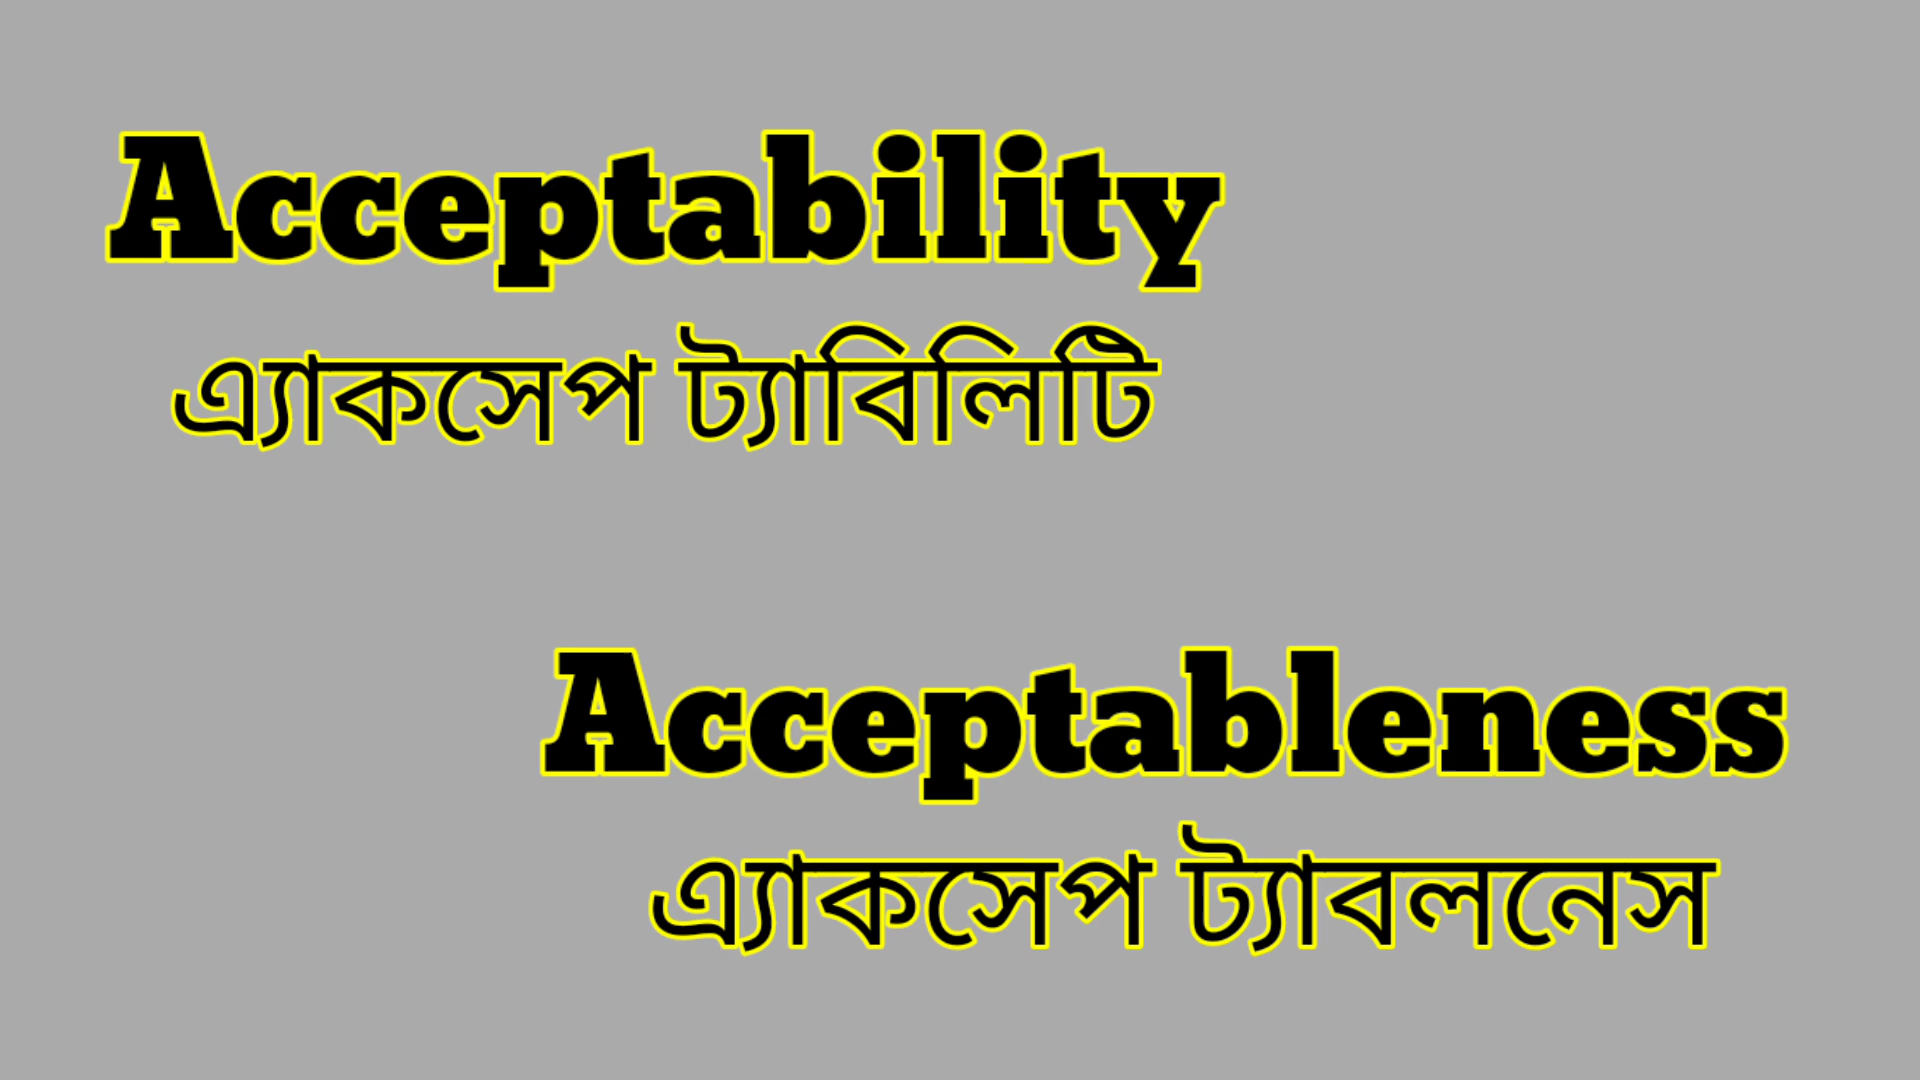 Acceptability
এ্যাকসেপ ট্যাবিলিটি
Acceptableness
এ্যাকসেপ ট্যাবলনেস